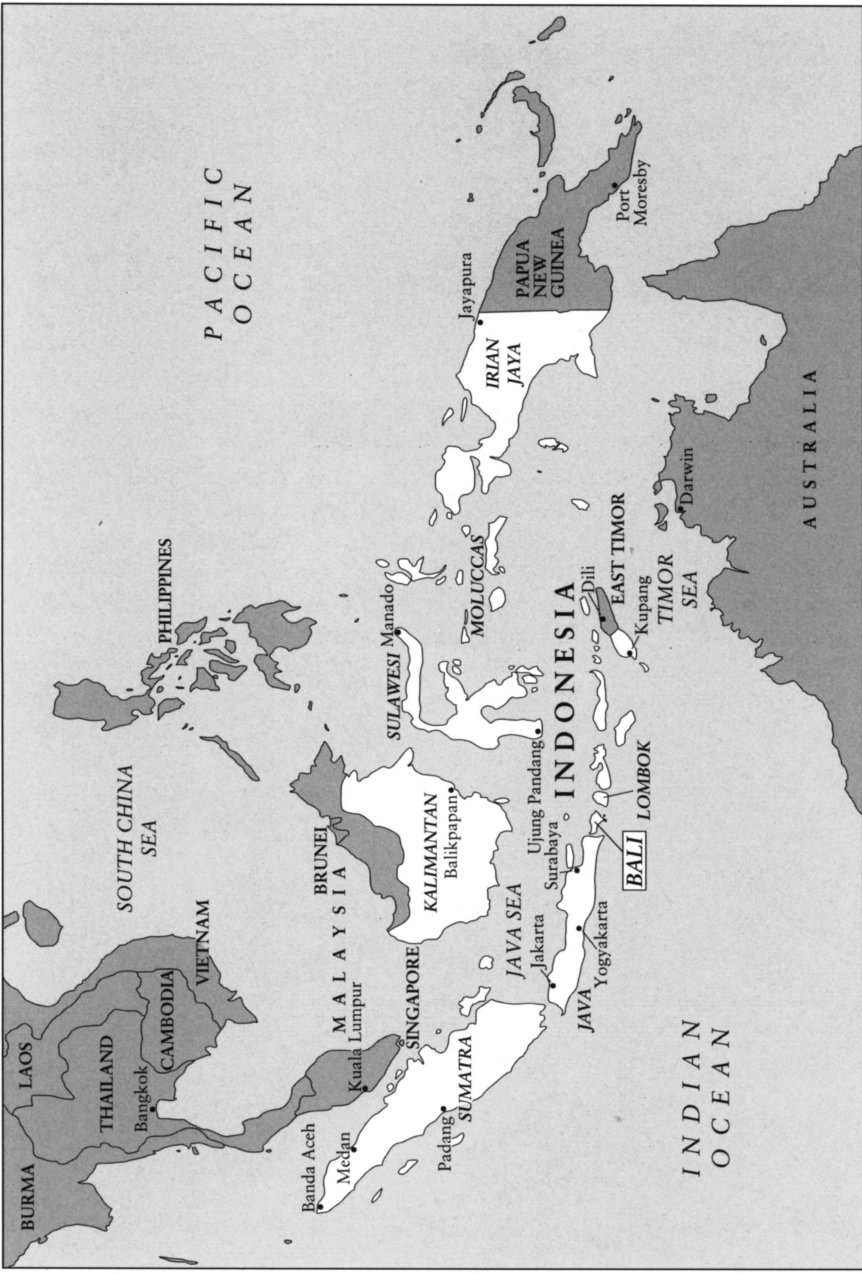 BURMA
LAOS
THAILAND
Bangkok
CAMBODIA
VIETNAM
SOUTH CHINA
SEA
PHILIPPINES
PACIFIC
OCEAN
Banda Aceh
Medan
MALAYSIA
Kuala Lumpur
SINGAPORE
BRUNEI
Padang
SUMATRA
KALIMANTAN
Balikpapan
SULAWESI
Manado
MOLUCCAS
Jayapura
IRIAN
JAYA
PAPUA
NEW
GUINEA
Port
Moresby
JAVA SEA
Jakarta
JAVA
Yogyakarta
Surabaya
Ujung Pandang
INDONESIA
BALI
LOMBOK
Dili
EAST TIMOR
Kupang
TIMOR
SEA
Darwin
AUSTRALIA
INDIAN
OCEAN